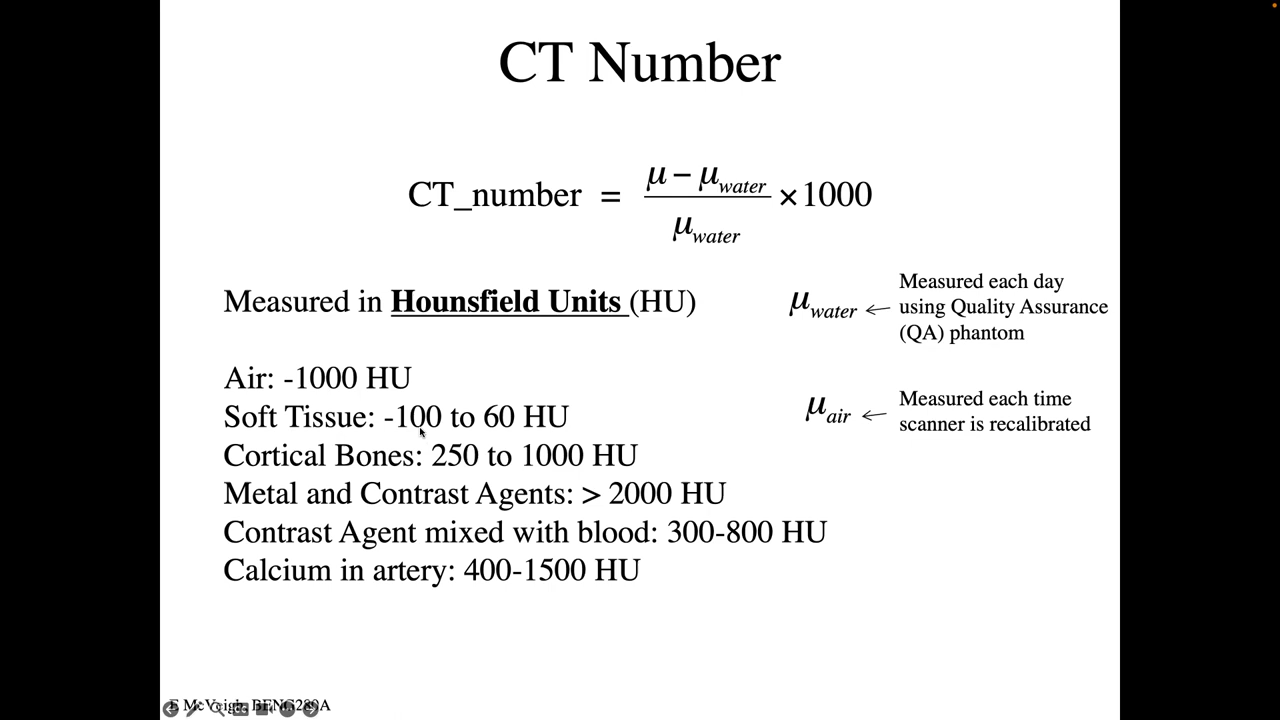 CT Number
CT_number = μ − μwater / μwater ×1000
Measured in Hounsfield Units (HU)
μwater ← Measured each day
using Quality Assurance
(QA) phantom
Air: -1000 HU
Soft Tissue: -100 to 60 HU
μair ← Measured each time
scanner is recalibrated
Cortical Bones: 250 to 1000 HU
Metal and Contrast Agents: > 2000 HU
Contrast Agent mixed with blood: 300-800 HU
Calcium in artery: 400-1500 HU
E McVeigh, BENG280A